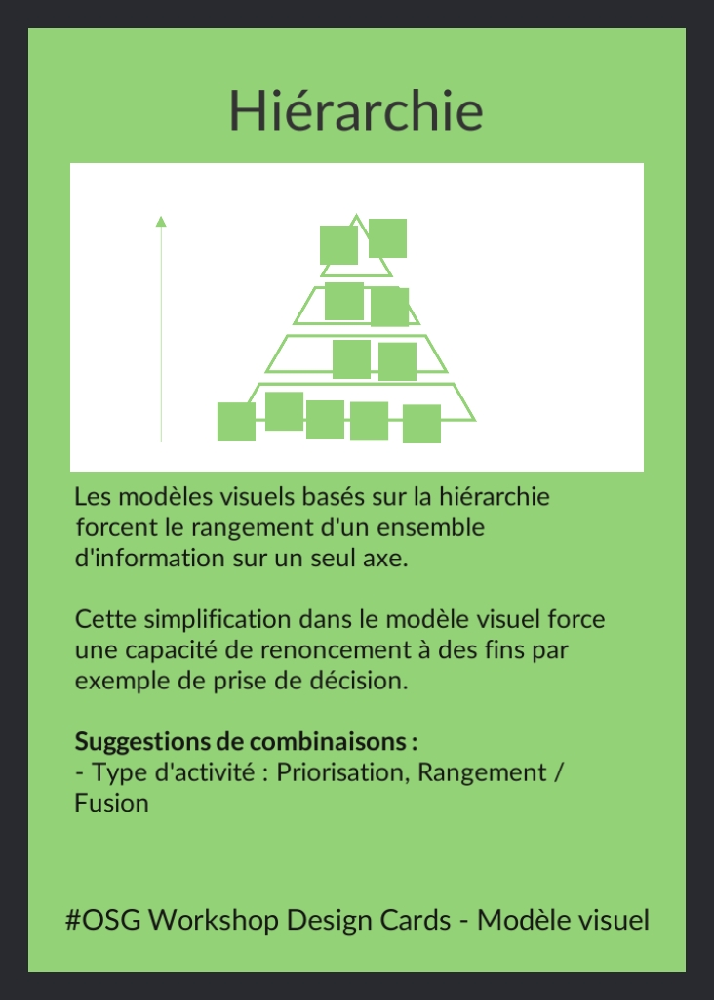 Hiérarchie
Les modèles visuels basés sur la hiérarchie
forcent le rangement d'un ensemble
d'information sur un seul axe.
Cette simplification dans le modèle visuel force
une capacité de renoncement à des fins par
exemple de prise de décision.
Suggestions de combinaisons :
- Type d'activité : Priorisation, Rangement /
Fusion
#OSG Workshop Design Cards - Modèle visuel